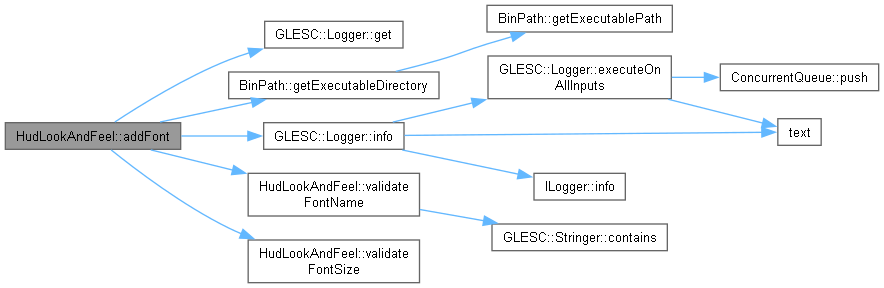 HudLookAndFeel::addFont
GLESC::Logger::get
BinPath::getExecutableDirectory
BinPath::getExecutablePath
GLESC::Logger::info
GLESC::Logger::executeOn
AllInputs
ConcurrentQueue::push
text
ILogger::info
HudLookAndFeel::validate
FontName
GLESC::Stringer::contains
HudLookAndFeel::validate
FontSize